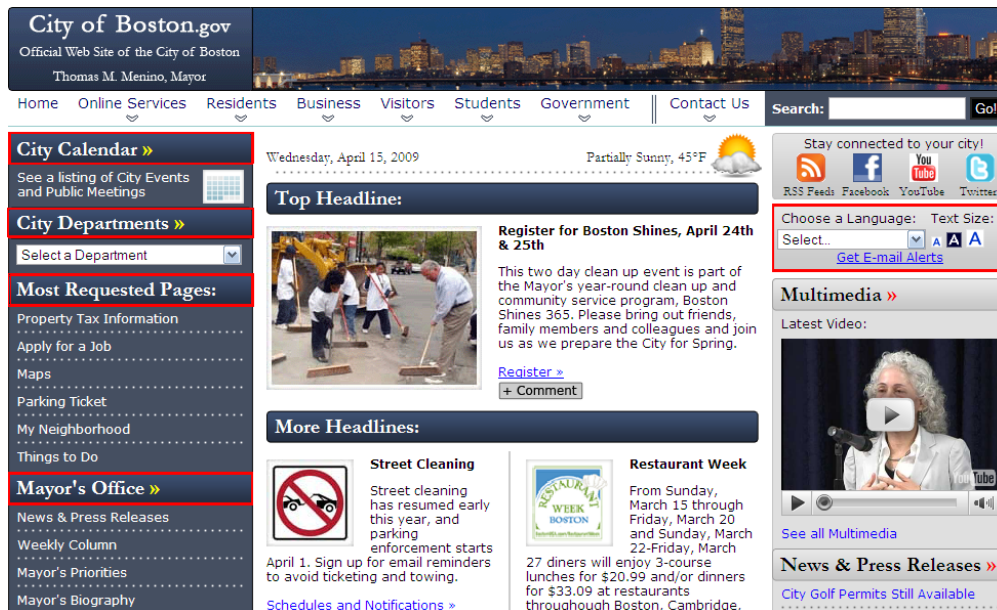 City of Boston.gov
Official Web Site of the City of Boston
Thomas M. Menino, Mayor
Home Online Services Residents Business Visitors Students Government Contact Us
Search: Go!
City Calendar »
See a listing of City Events
and Public Meetings
City Departments »
Select a Department
Most Requested Pages:
Property Tax Information
Apply for a Job
Maps
Parking Ticket
My Neighborhood
Things to Do
Mayor's Office »
News & Press Releases
Weekly Column
Mayor's Priorities
Mayor's Biography
Wednesday, April 15, 2009 Partially Sunny, 45°F
Top Headline:
Register for Boston Shines, April 24th
& 25th
This two day clean up event is part of
the Mayor's year-round clean up and
community service program, Boston
Shines 365. Please bring out friends,
family members and colleagues and join
us as we prepare the City for Spring.
Register »
+ Comment
More Headlines:
Street Cleaning
Street cleaning
has resumed early
this year, and
parking
enforcement starts
April 1. Sign up for email reminders
to avoid ticketing and towing.
Schedules and Notifications »
RESTAURANT
WEEK
BOSTON
Restaurant Week
From Sunday,
March 15 through
Friday, March 20
and Sunday, March
22-Friday, March
27 diners will enjoy 3-course
lunches for $20.99 and/or dinners
for $33.09 at restaurants
throughough Boston, Cambridge,
Stay connected to your city!
You
Tube
RSS Feeds Facebook YouTube Twitter
Choose a Language: Text Size:
Select... A A A
Get E-mail Alerts
Multimedia »
Latest Video:
You Tube
See all Multimedia
News & Press Releases »
City Golf Permits Still Available